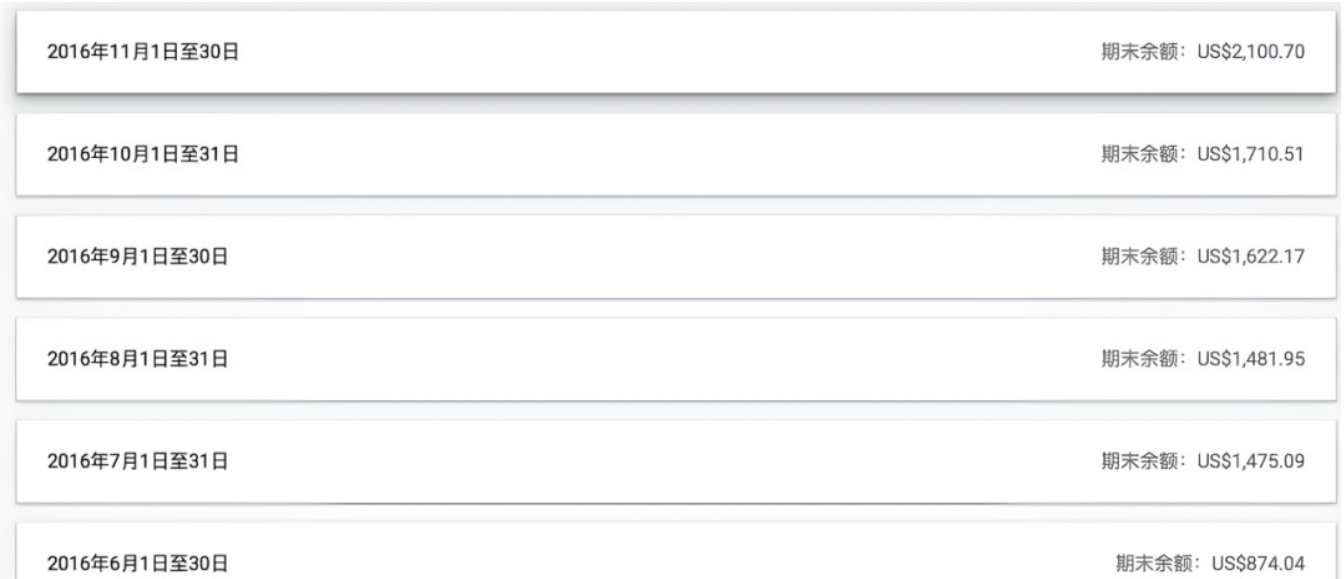 2016年11月1日至30日 期末余额：US$2,100.70
2016年10月1日至31日 期末余额：US$1,710.51
2016年9月1日至30日 期末余额：US$1,622.17
2016年8月1日至31日 期末余额：US$1,481.95
2016年7月1日至31日 期末余额：US$1,475.09
2016年6月1日至30日 期末余额：US$874.04